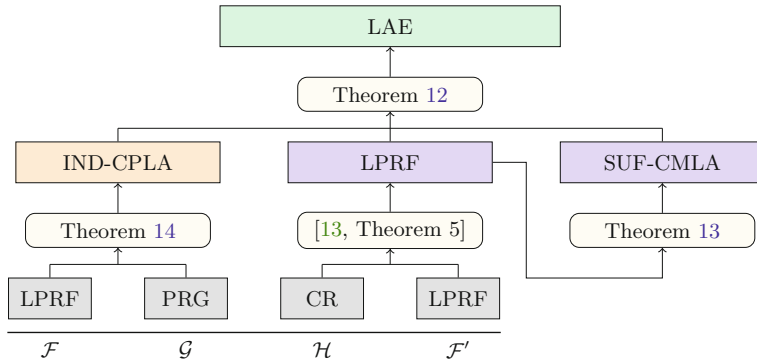 LAE
Theorem 12
IND-CPLA LPRF SUF-CMLA
Theorem 14 [13, Theorem 5] Theorem 13
LPRF PRG CR LPRF
ℱ 𝒢 ℋ ℱ′